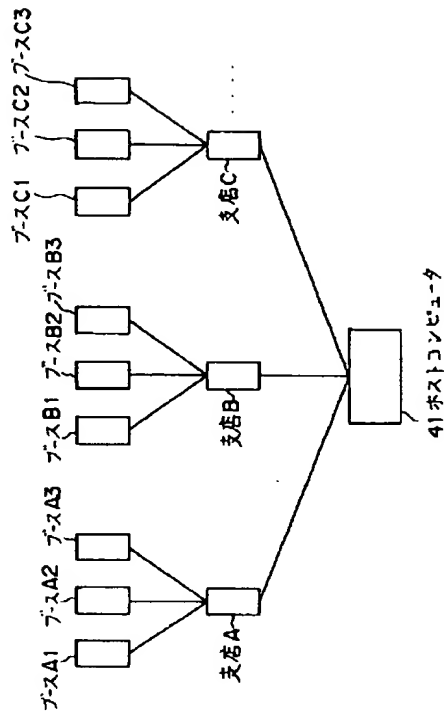 ブースA1
ブースA2
ブースA3
ブースB1
ブースB2
ブースB3
ブースC1
ブースC2
ブースC3
支店A
支店B
支店C
.....
41 ホストコンピュータ